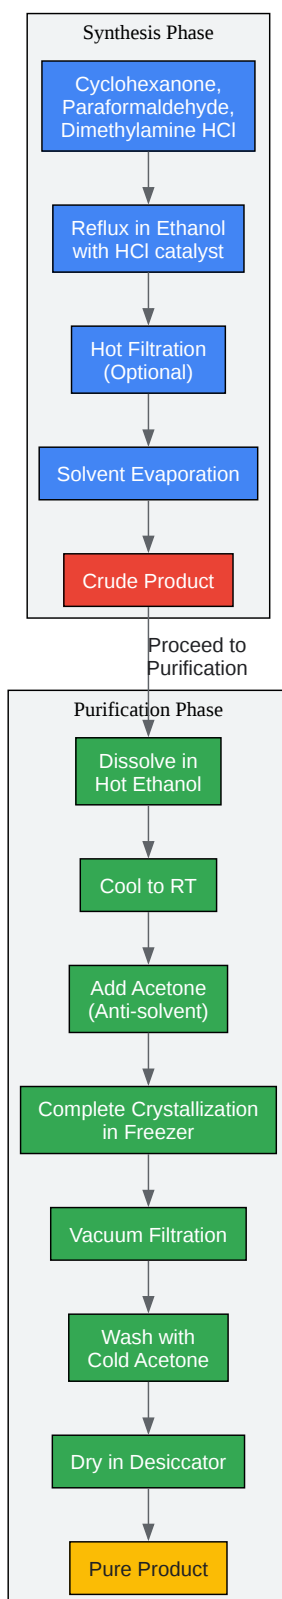 Synthesis Phase
Cyclohexanone,
Paraformaldehyde,
Dimethylamine HCl
Reflux in Ethanol
with HCl catalyst
Hot Filtration
(Optional)
Solvent Evaporation
Crude Product
Proceed to
Purification
Purification Phase
Dissolve in
Hot Ethanol
Cool to RT
Add Acetone
(Anti-solvent)
Complete Crystallization
in Freezer
Vacuum Filtration
Wash with
Cold Acetone
Dry in Desiccator
Pure Product